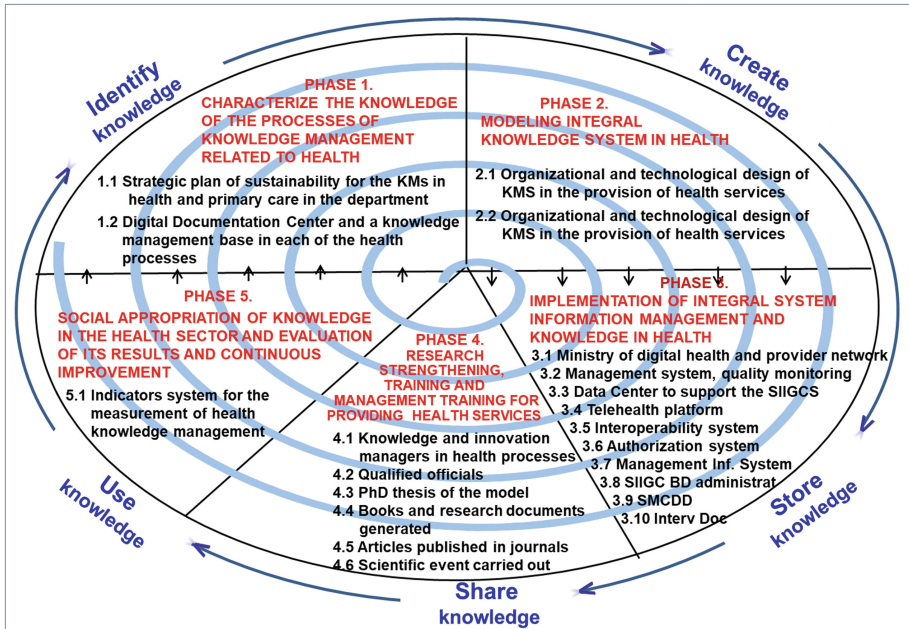 Identify
knowledge
Create
knowledge
PHASE 1.
CHARACTERIZE THE KNOWLEDGE
OF THE PROCESSES OF
KNOWLEDGE MANAGEMENT
RELATED TO HEALTH
1.1 Strategic plan of sustainability for the KMs in
health and primary care in the department
1.2 Digital Documentation Center and a knowledge
management base in each of the health
processes
PHASE 2.
MODELING INTEGRAL
KNOWLEDGE SYSTEM IN HEALTH
2.1 Organizational and technological design of
KMS in the provision of health services
2.2 Organizational and technological design of
KMS in the provision of health services
PHASE 3.
IMPLEMENTATION OF INTEGRAL SYSTEM
INFORMATION MANAGEMENT AND
KNOWLEDGE IN HEALTH
3.1 Ministry of digital health and provider network
3.2 Management system, quality monitoring
3.3 Data Center to support the SIIGCS
3.4 Telehealth platform
3.5 Interoperability system
3.6 Authorization system
3.7 Management Inf. System
3.8 SIIGC BD administrat
3.9 SMCDD
3.10 Interv Doc
PHASE 4.
RESEARCH
STRENGTHENING,
TRAINING AND
MANAGEMENT TRAINING FOR
PROVIDING HEALTH SERVICES
4.1 Knowledge and innovation
managers in health processes
4.2 Qualified officials
4.3 PhD thesis of the model
4.4 Books and research documents
generated
4.5 Articles published in journals
4.6 Scientific event carried out
PHASE 5.
SOCIAL APPROPRIATION OF KNOWLEDGE
IN THE HEALTH SECTOR AND EVALUATION
OF ITS RESULTS AND CONTINUOUS
IMPROVEMENT
5.1 Indicators system for the
measurement of health
knowledge management
Store
knowledge
Share
knowledge
Use
knowledge